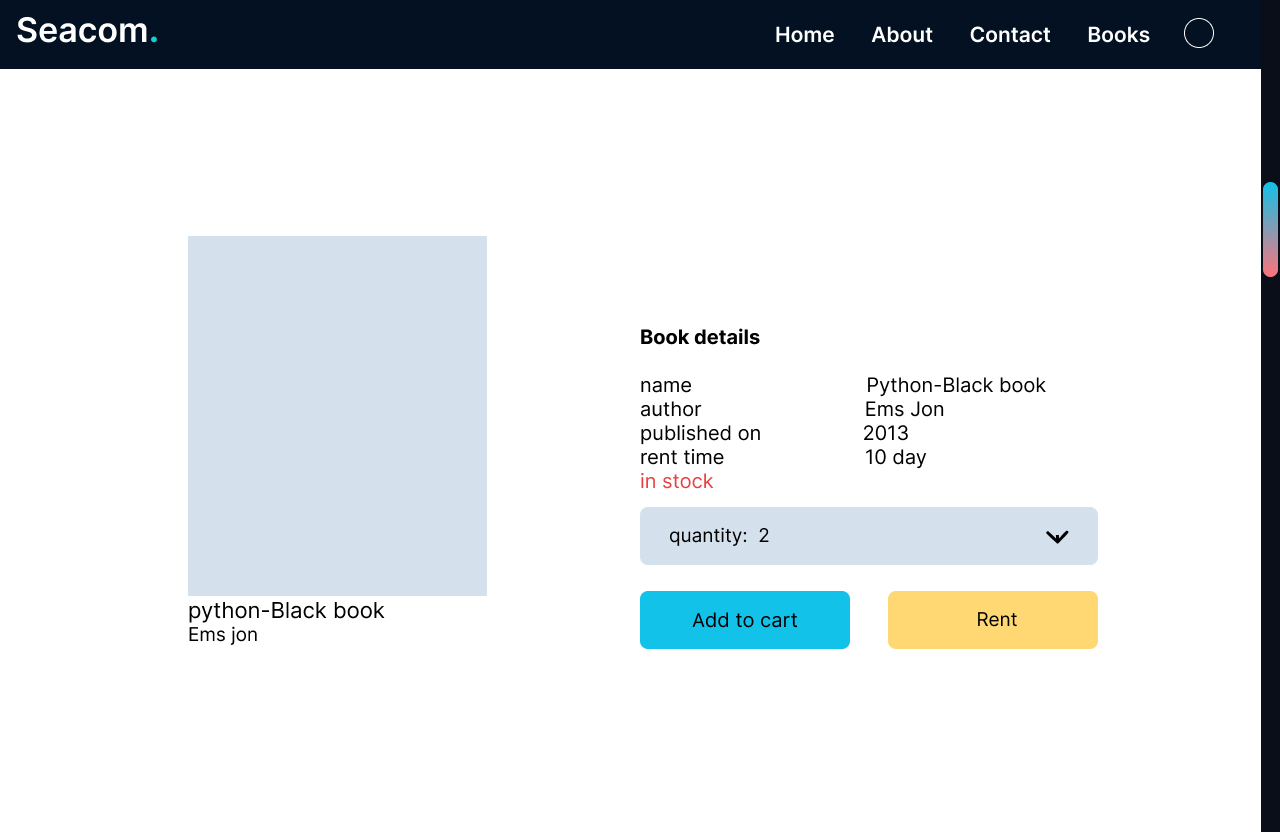 Seacom.
Home About Contact Books
python-Black book
Ems jon
Book details
name Python-Black book
author Ems Jon
published on 2013
rent time 10 day
in stock
quantity: 2
Add to cart
Rent